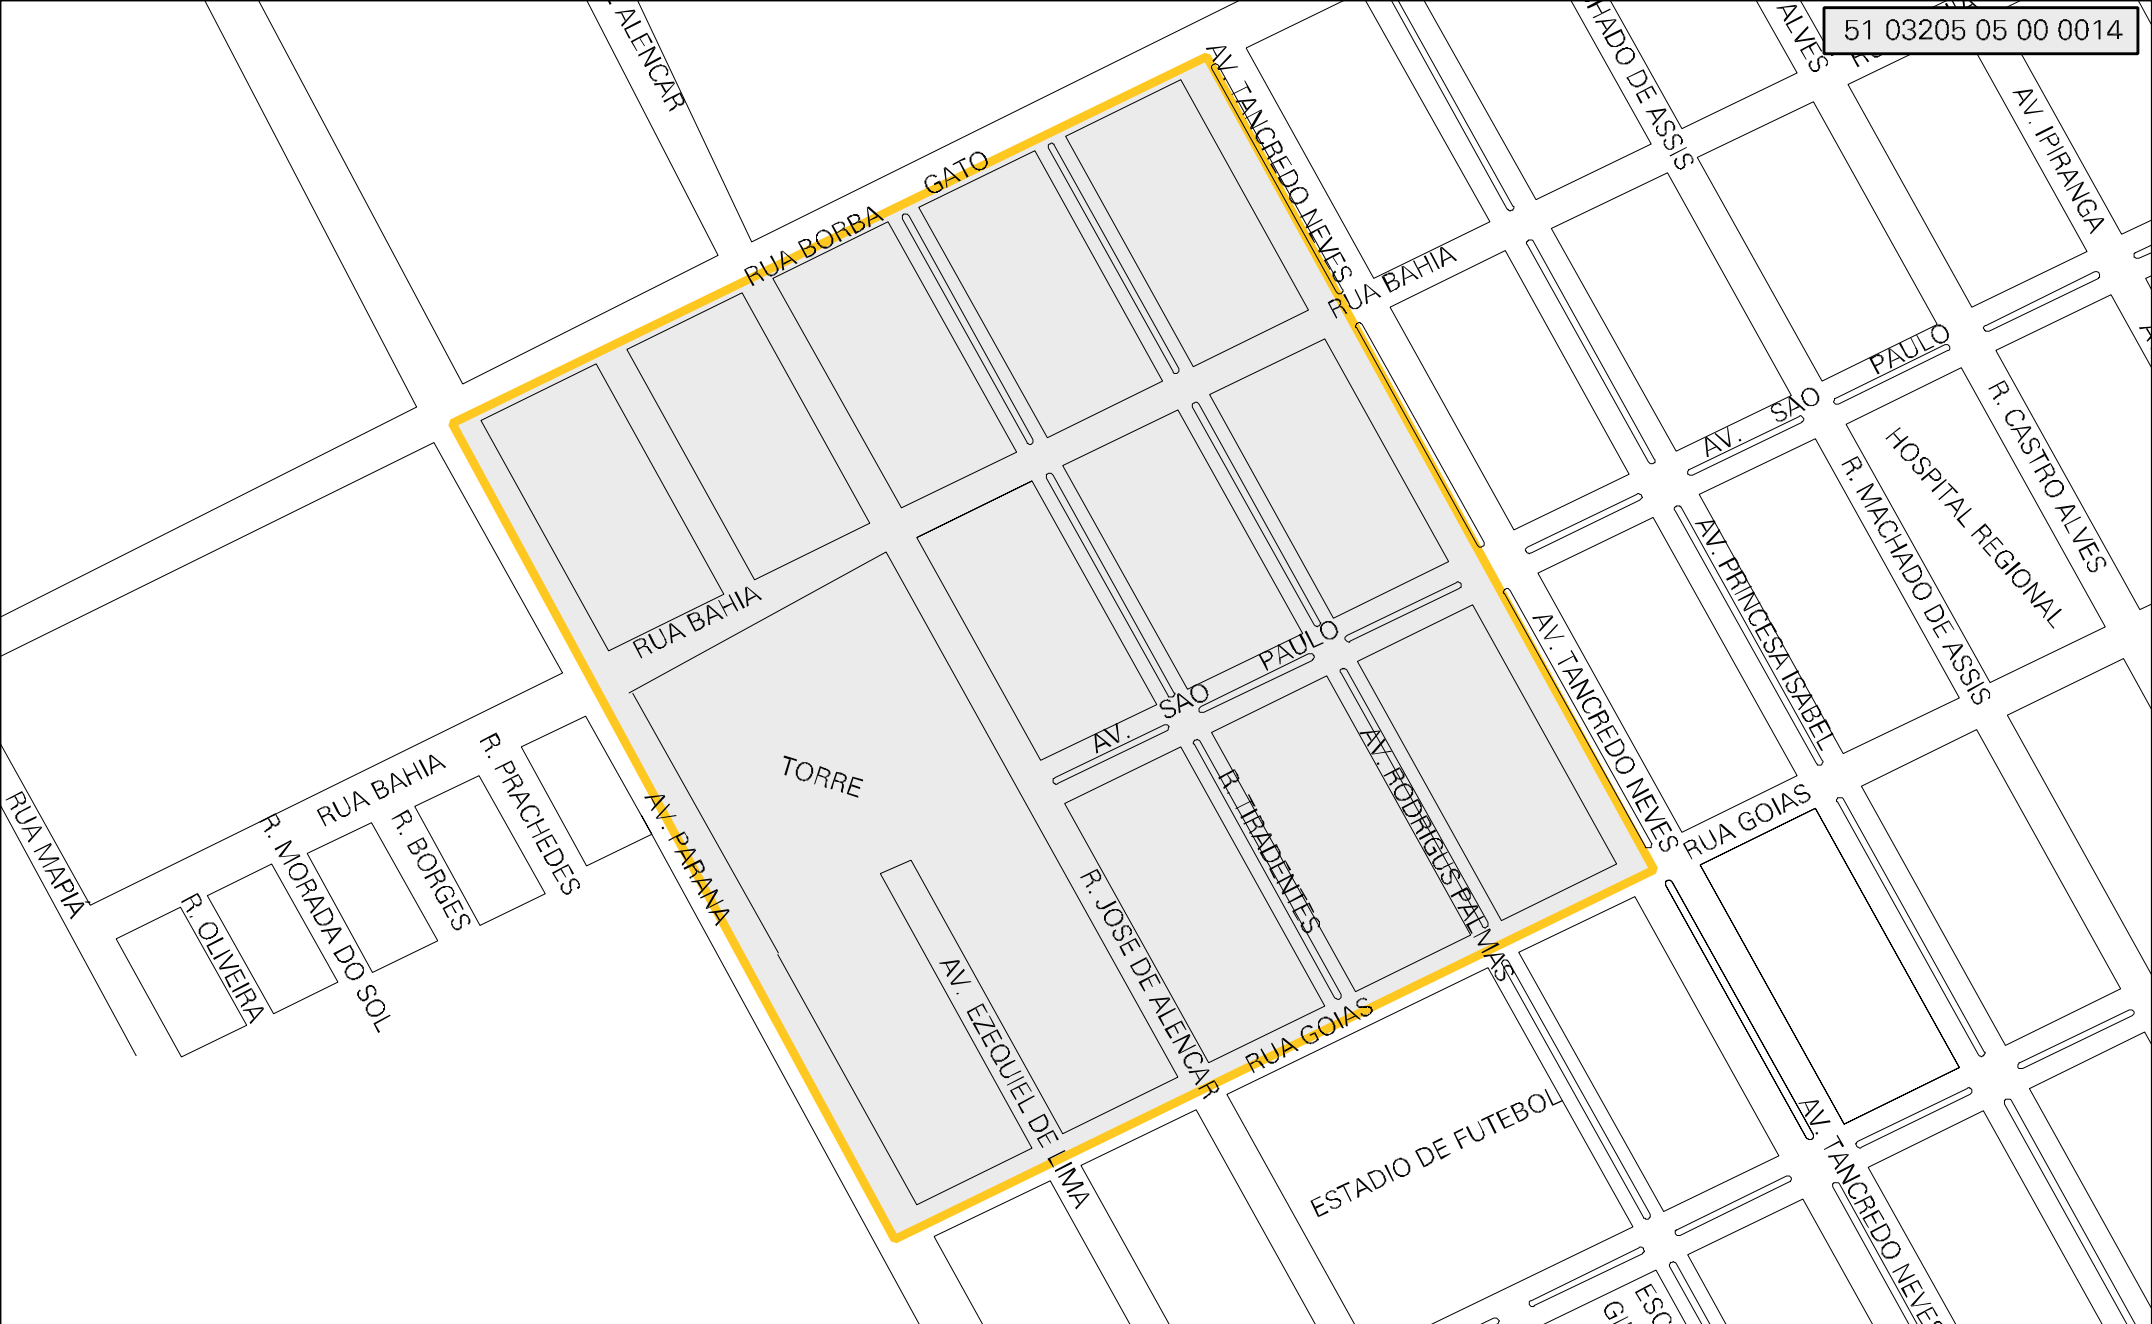 51 03205 05 00 0014
ALENCAR
HADO DE ASSIS
ALVES
AV. IPIRANGA
AV. TANCREDO NEVES
RUA BORBA GATO
RUA BAHIA
AV. SAO PAULO
R. CASTRO ALVES
HOSPITAL REGIONAL
R. MACHADO DE ASSIS
AV. PRINCESA ISABEL
RUA BAHIA
AV. TANCREDO NEVES
AV. SAO PAULO
TORRE
RUA BAHIA
R. PRACHEDES
R. BORGES
R. MORADA DO SOL
R. OLIVEIRA
RUA MAPIA
AV. PARANA
R. TIRADENTES
AV. RODRIGUS PALMAS
RUA GOIAS
R. JOSE DE ALENCAR
AV. EZEQUIEL DE LIMA
RUA GOIAS
ESTADIO DE FUTEBOL
AV. TANCREDO NEVES
ESC